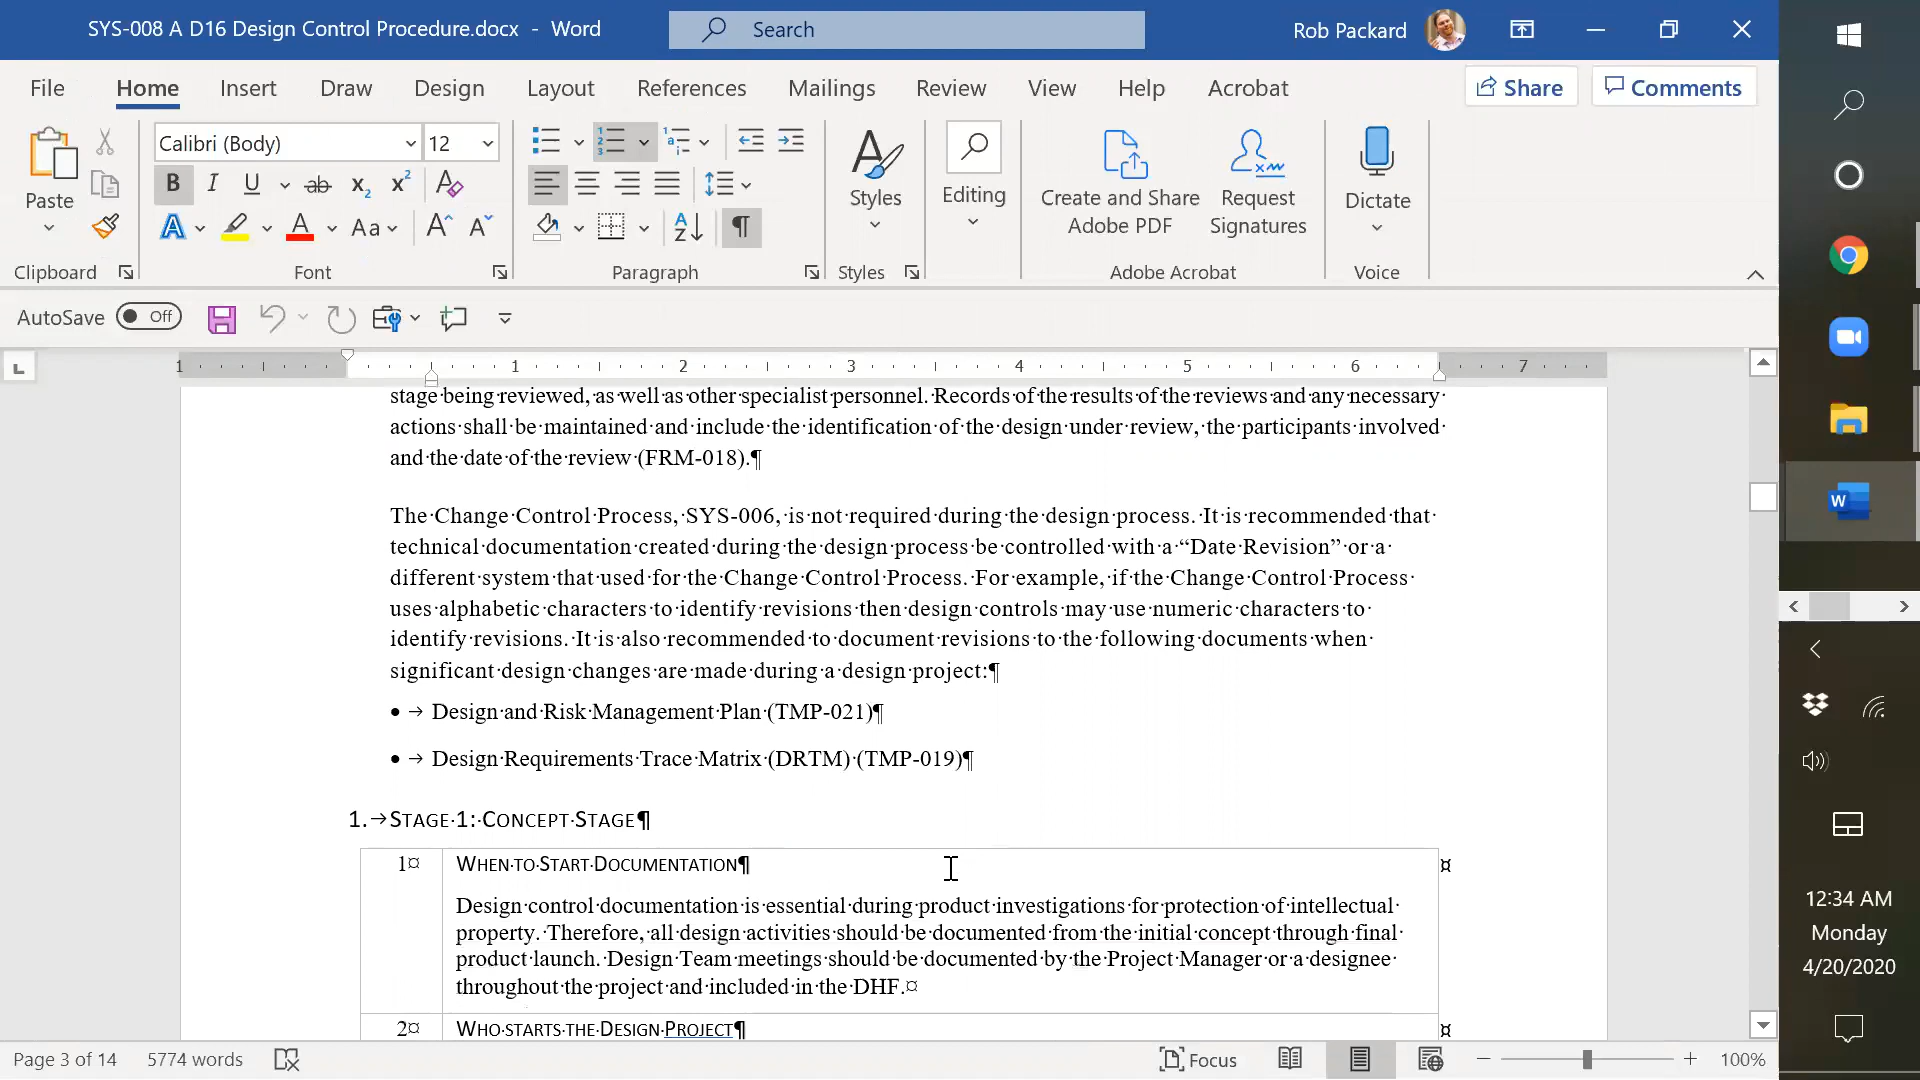 SYS-008 A D16 Design Control Procedure.docx - Word
Search
Rob Packard
File Home Insert Draw Design Layout References Mailings Review View Help Acrobat
Share Comments
Paste
Clipboard
Calibri (Body) 12
Font
Paragraph
Styles
Styles
Editing
Create and Share Adobe PDF
Request Signatures
Adobe Acrobat
Dictate
Voice
AutoSave Off
1 1 2 3 4 5 6 7
stage being reviewed, as well as other specialist personnel. Records of the results of the reviews and any necessary
actions shall be maintained and include the identification of the design under review, the participants involved
and the date of the review (FRM-018).¶
The Change Control Process, SYS-006, is not required during the design process. It is recommended that
technical documentation created during the design process be controlled with a “Date Revision” or a
different system that used for the Change Control Process. For example, if the Change Control Process
uses alphabetic characters to identify revisions then design controls may use numeric characters to
identify revisions. It is also recommended to document revisions to the following documents when
significant design changes are made during a design project:¶
• → Design and Risk Management Plan (TMP-021)¶
• → Design Requirements Trace Matrix (DRTM) (TMP-019)¶
1.→Stage 1: Concept Stage¶
1¤ When to Start Documentation¶
¤
Design control documentation is essential during product investigations for protection of intellectual
property. Therefore, all design activities should be documented from the initial concept through final
product launch. Design Team meetings should be documented by the Project Manager or a designee
throughout the project and included in the DHF.¤
2¤ Who starts the Design Project¶
¤
Page 3 of 14 5774 words
Focus
100%
12:34 AM
Monday
4/20/2020